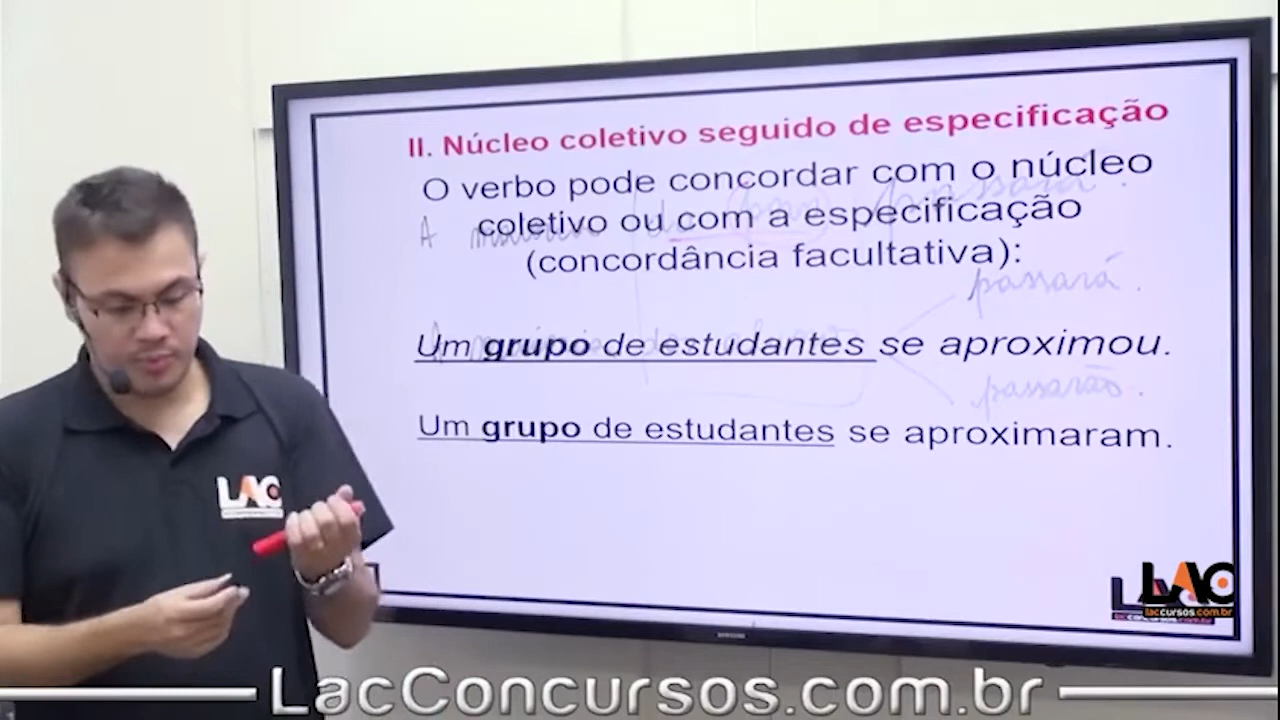 II. Núcleo coletivo seguido de especificação
O verbo pode concordar com o núcleo
coletivo ou com a especificação
(concordância facultativa):
passará.
Um grupo de estudantes se aproximou.
passarão.
Um grupo de estudantes se aproximaram.
LAC
LAC
laccursos.com.br
LacConcursos.com.br